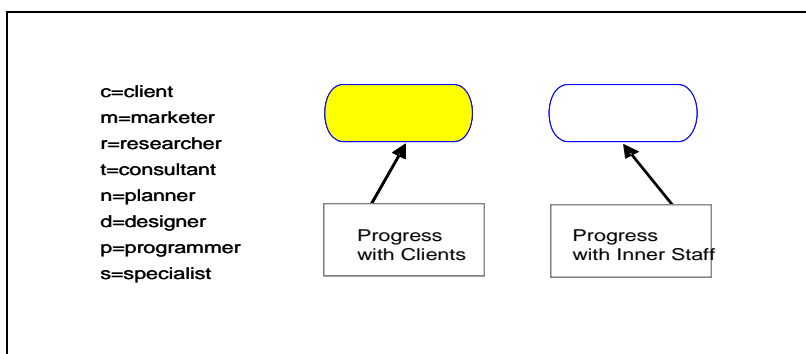 c=client
m=marketer
r=researcher
t=consultant
n=planner
d=designer
p=programmer
s=specialist
Progress
with Clients
Progress
with Inner Staff